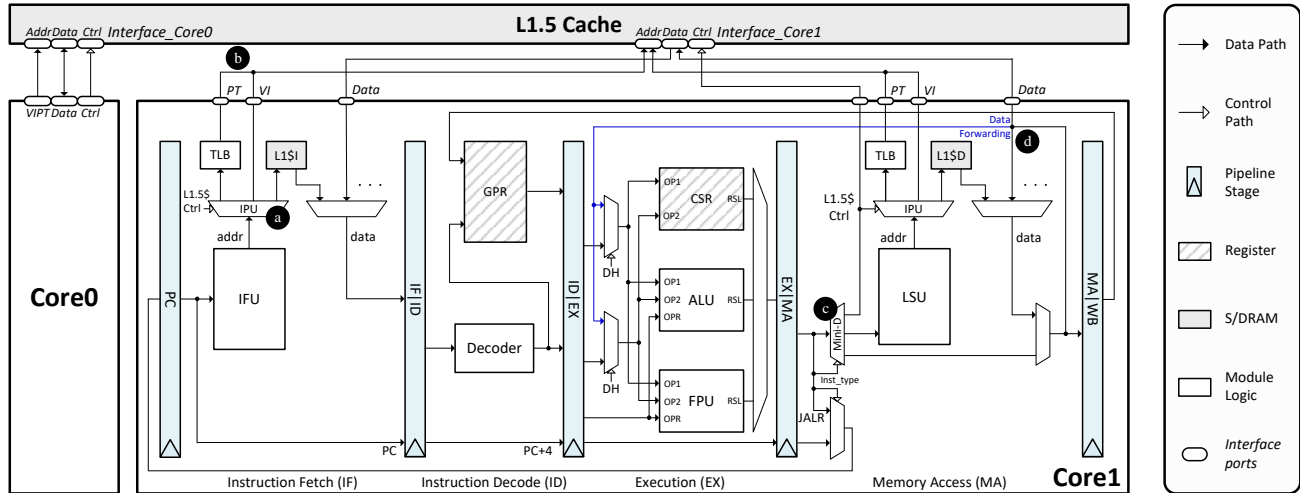 L1.5 Cache
Addr Data Ctrl Interface_Core0
Addr Data Ctrl Interface_Core1
b
VIPT Data Ctrl
PT VI Data
PT VI Data
Data
Forwarding
d
TLB
L1$I
. . .
GPR
OP1
CSR
RSL
OP2
TLB
L1$D
. . .
L1.5$
Ctrl
IPU
a
L1.5$
Ctrl
IPU
addr
data
addr
data
DH
Core0
PC
IFU
IF|ID
ID|EX
OP1
OP2
ALU
RSL
OPR
EX|MA
c
Mini-D
LSU
MA|WB
Decoder
DH
OP1
OP2
FPU
RSL
OPR
Inst_type
JALR
PC
PC+4
Instruction Fetch (IF)
Instruction Decode (ID)
Execution (EX)
Memory Access (MA)
Core1
Data Path
Control
Path
Pipeline
Stage
Register
S/DRAM
Module
Logic
Interface
ports